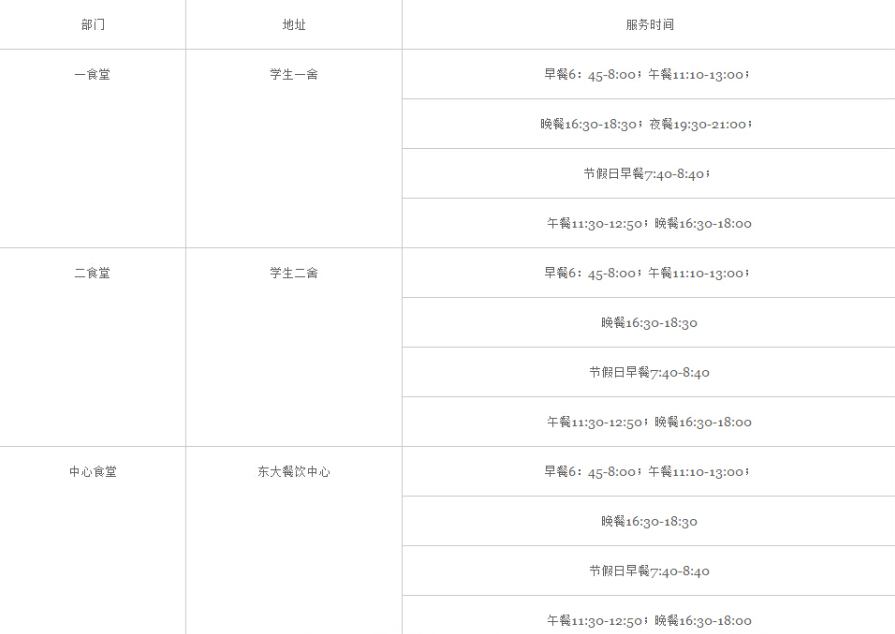 部门 地址 服务时间
一食堂 学生一舍 早餐6：45-8:00；午餐11:10-13:00；
晚餐16:30-18:30；夜餐19:30-21:00；
节假日早餐7:40-8:40；
午餐11:30-12:50；晚餐16:30-18:00
二食堂 学生二舍 早餐6：45-8:00；午餐11:10-13:00；
晚餐16:30-18:30
节假日早餐7:40-8:40
午餐11:30-12:50；晚餐16:30-18:00
中心食堂 东大餐饮中心 早餐6：45-8:00；午餐11:10-13:00；
晚餐16:30-18:30
节假日早餐7:40-8:40
午餐11:30-12:50；晚餐16:30-18:00